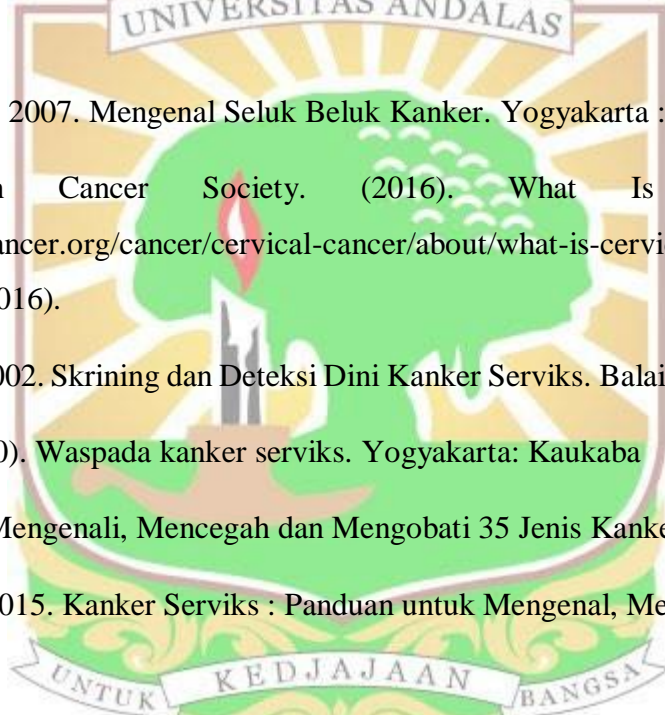 UNIVERSITAS ANDALAS
2007. Mengenal Seluk Beluk Kanker. Yogyakarta :
Cancer Society. (2016). What Is
ancer.org/cancer/cervical-cancer/about/what-is-cervic
016).
002. Skrining dan Deteksi Dini Kanker Serviks. Balai
0). Waspada kanker serviks. Yogyakarta: Kaukaba
Mengenali, Mencegah dan Mengobati 35 Jenis Kanke
015. Kanker Serviks : Panduan untuk Mengenal, Me
UNTUK KEDJAJAAN BANGSA